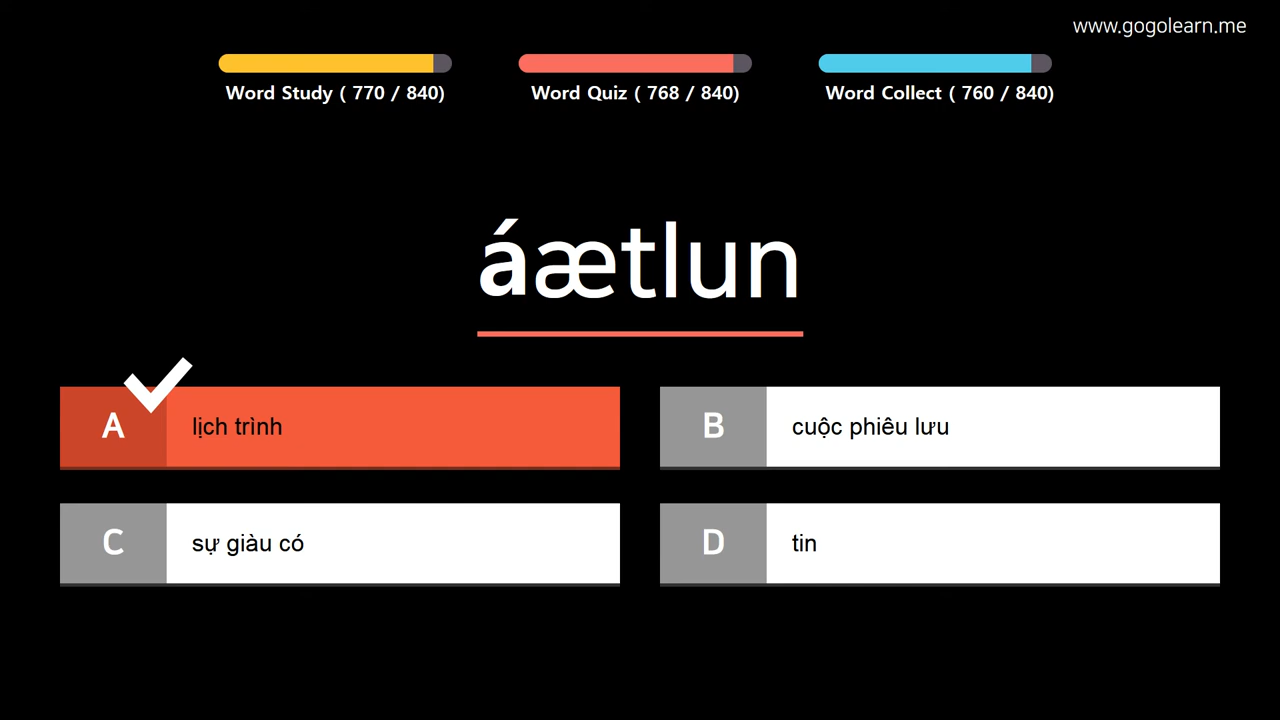 www.gogolearn.me
Word Study ( 770 / 840)
Word Quiz ( 768 / 840)
Word Collect ( 760 / 840)
áætlun
A
lịch trình
B
cuộc phiêu lưu
C
sự giàu có
D
tin